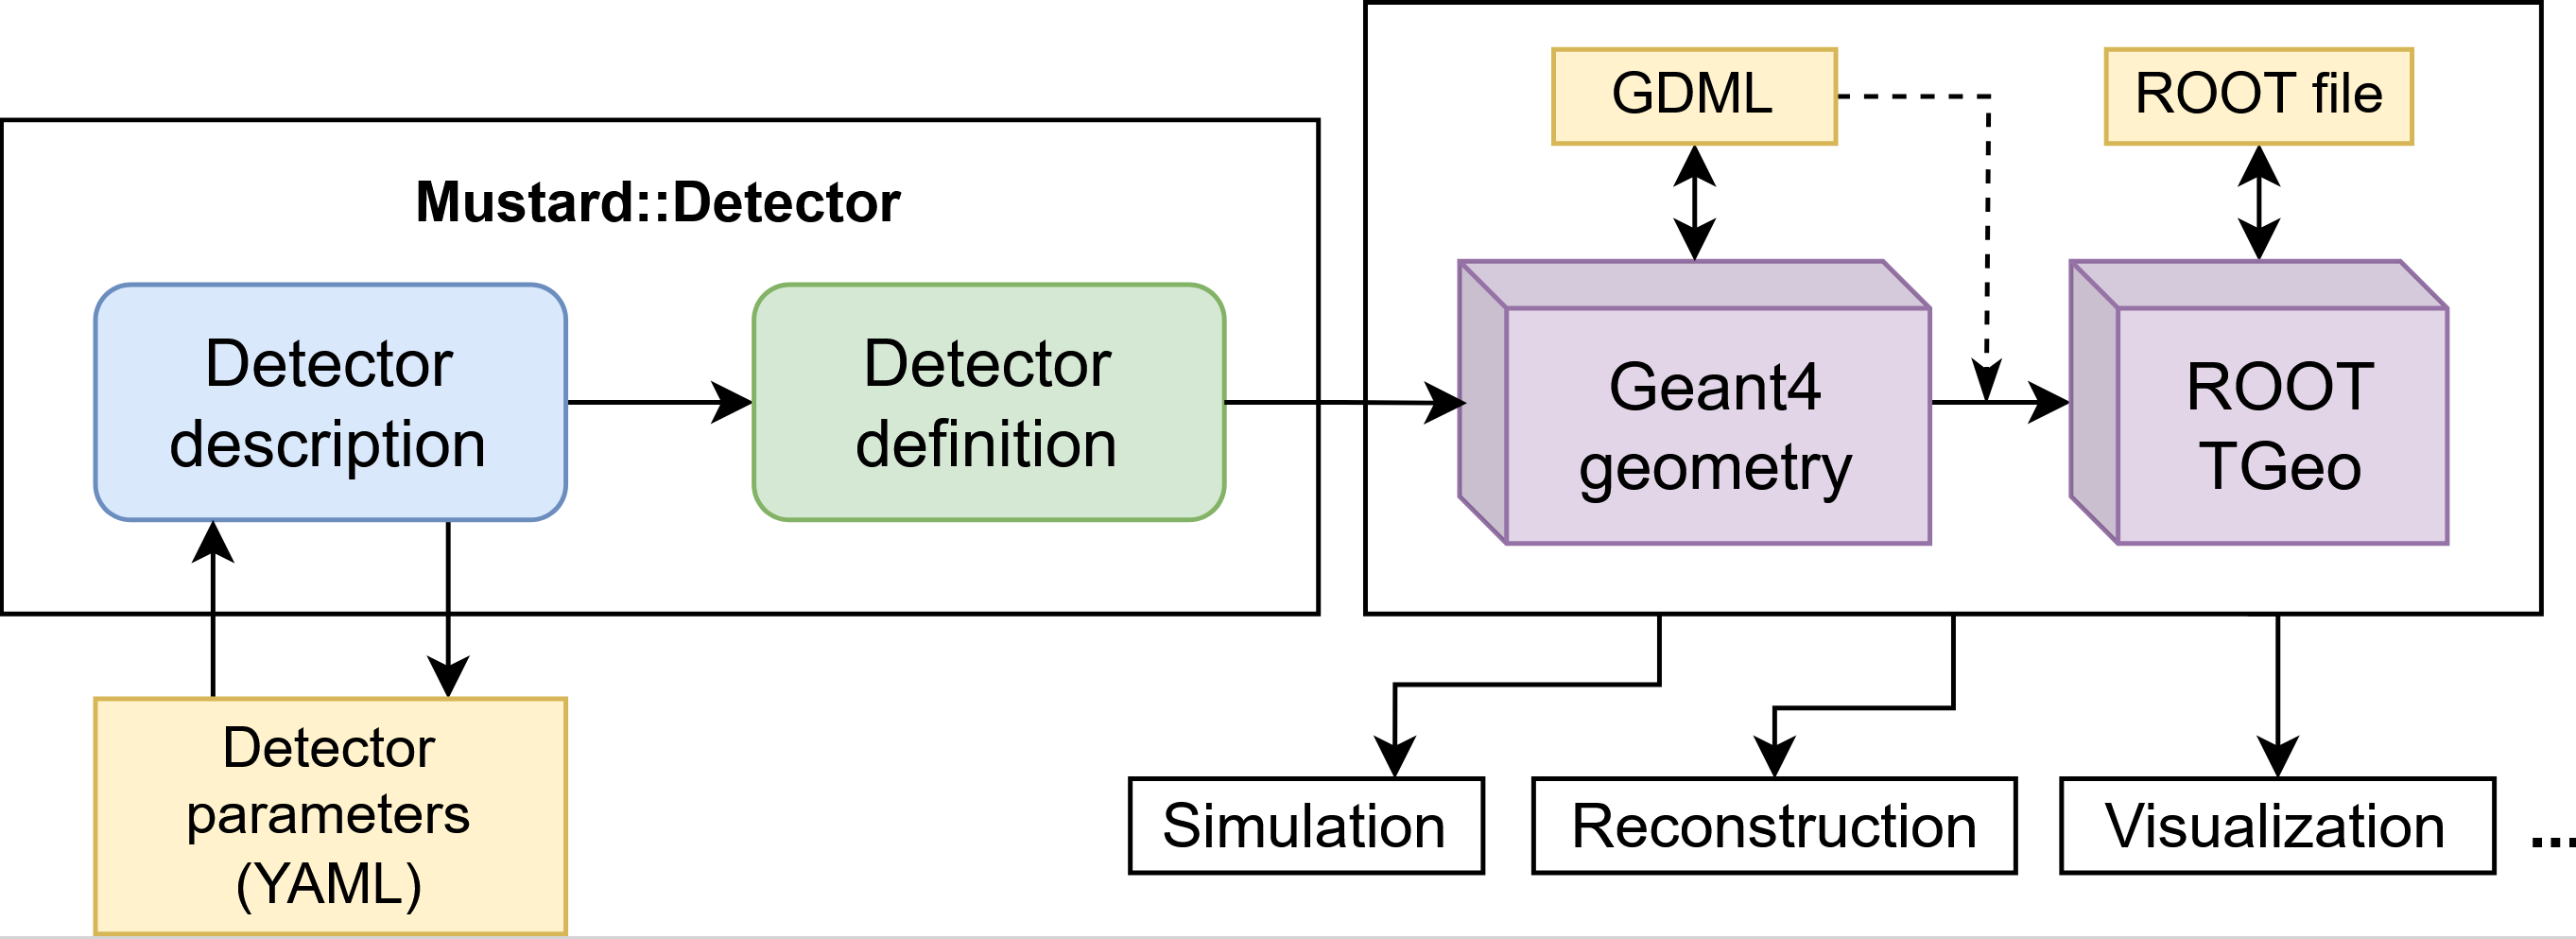 Mustard::Detector
Detector
description
Detector
definition
Detector
parameters
(YAML)
GDML
ROOT file
Geant4
geometry
ROOT
TGeo
Simulation
Reconstruction
Visualization
...